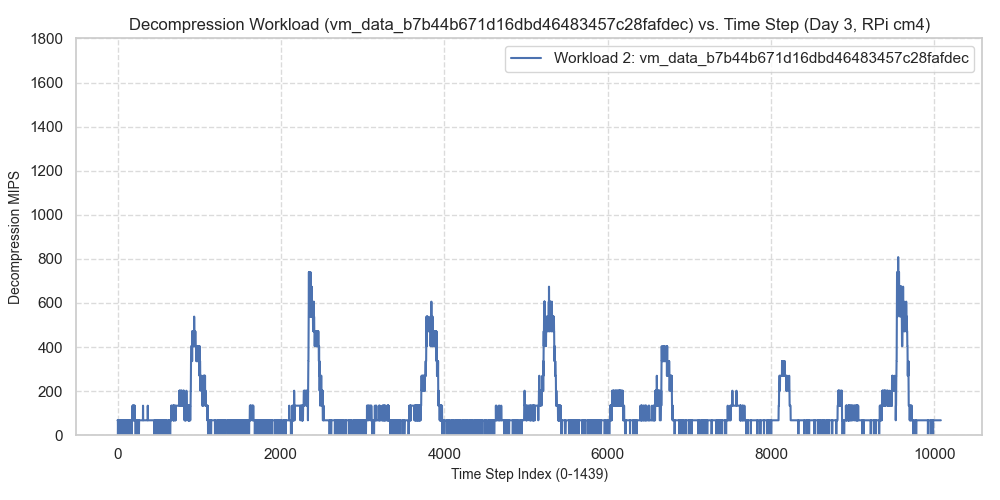 Decompression Workload (vm_data_b7b44b671d16dbd46483457c28fafdec) vs. Time Step (Day 3, RPi cm4)
Workload 2: vm_data_b7b44b671d16dbd46483457c28fafdec
Decompression MIPS
1800
1600
1400
1200
1000
800
600
400
200
0
0 2000 4000 6000 8000 10000
Time Step Index (0-1439)